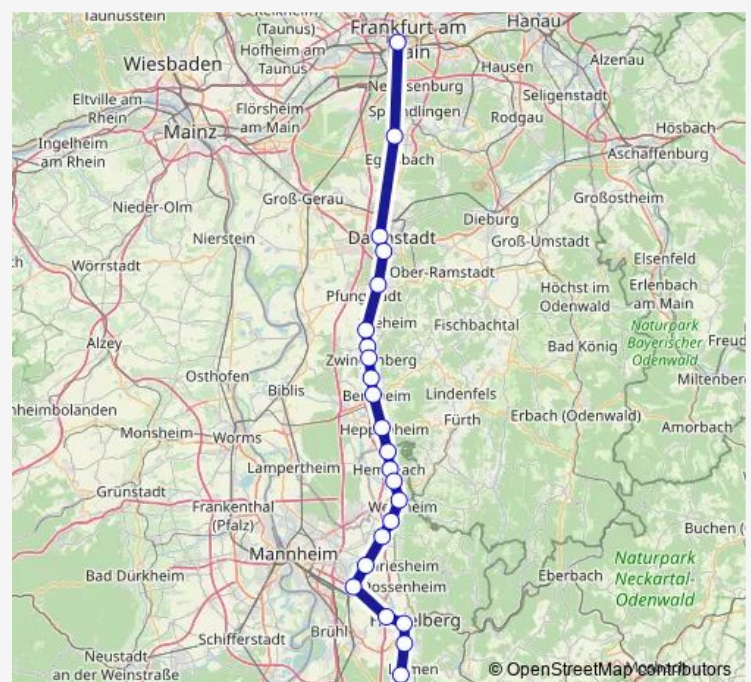 Taunusstein
(Taunus)
Frankfurt am
Hanau
Hofheim am
Taunus
Wiesbaden
Alzenau
Hausen
Eltville am
Rhein
Seligenstadt
Flörsheim
am Main
Rodgau
Mainz
Hösbach
Ingelheim
am Rhein
Aschaffenburg
Groß-Gerau
Großostheim
Nieder-Olm
Dieburg
Nierstein
Groß-Umstadt
Wörrstadt
Elsenfeld
Ober-Ramstadt
Erlenbach
am Main
Höchst im
Odenwald
Fischbachtal
Naturpark
Bayerischer
Odenwald
Freud
Alzey
Bad König
Osthofen
Miltenber
Biblis
Lindenfels
nheimbolanden
Fürth
Erbach (Odenwald)
Amorbach
Monsheim
Worms
Lampertheim
Grünstadt
Frankenthal
(Pfalz)
Buchen (
Mannheim
Naturpark
Neckartal-
Odenwald
Bad Dürkheim
Eberbach
Brühl
Schifferstadt
Neustadt
an der Weinstraße
© OpenStreetMap contributors